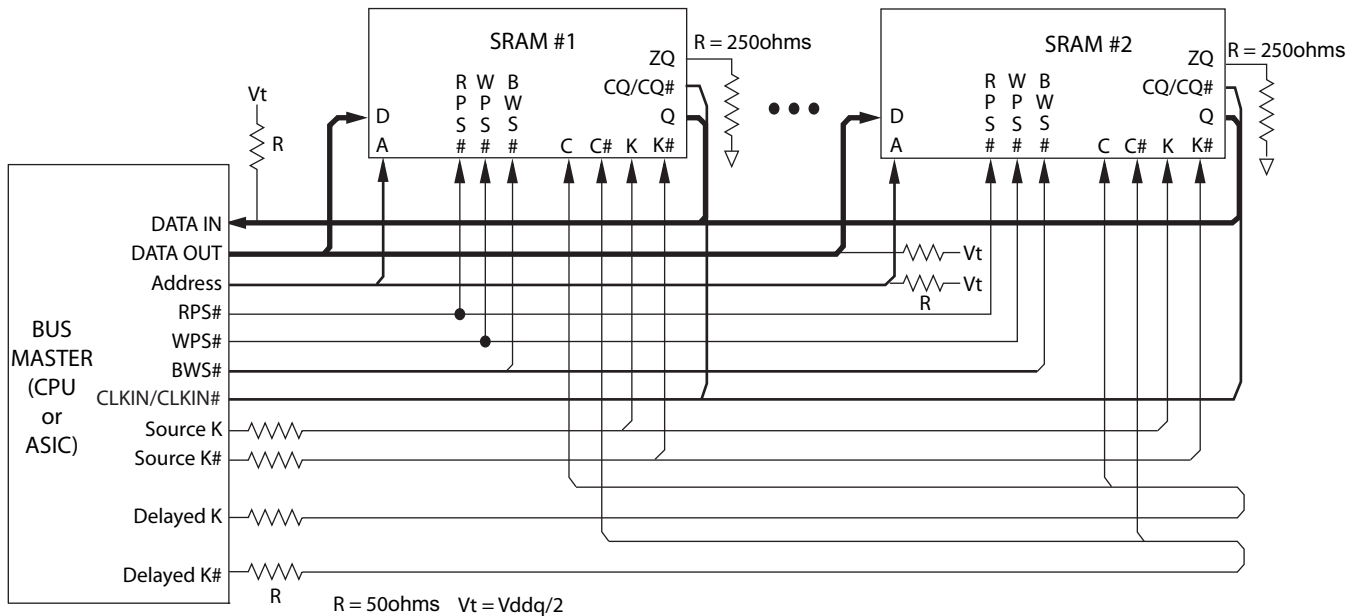 SRAM #1
R = 250ohms
ZQ
CQ/CQ#
Q
D
A
RPS#
WPS#
BWS#
C
C#
K
K#
SRAM #2
R = 250ohms
ZQ
CQ/CQ#
Q
D
A
RPS#
WPS#
BWS#
C
C#
K
K#
Vt
R
DATA IN
DATA OUT
Vt
Address
Vt
R
RPS#
WPS#
BWS#
CLKIN/CLKIN#
Source K
Source K#
Delayed K
Delayed K#
R
BUS
MASTER
(CPU
or
ASIC)
R = 50ohms Vt = Vddq/2